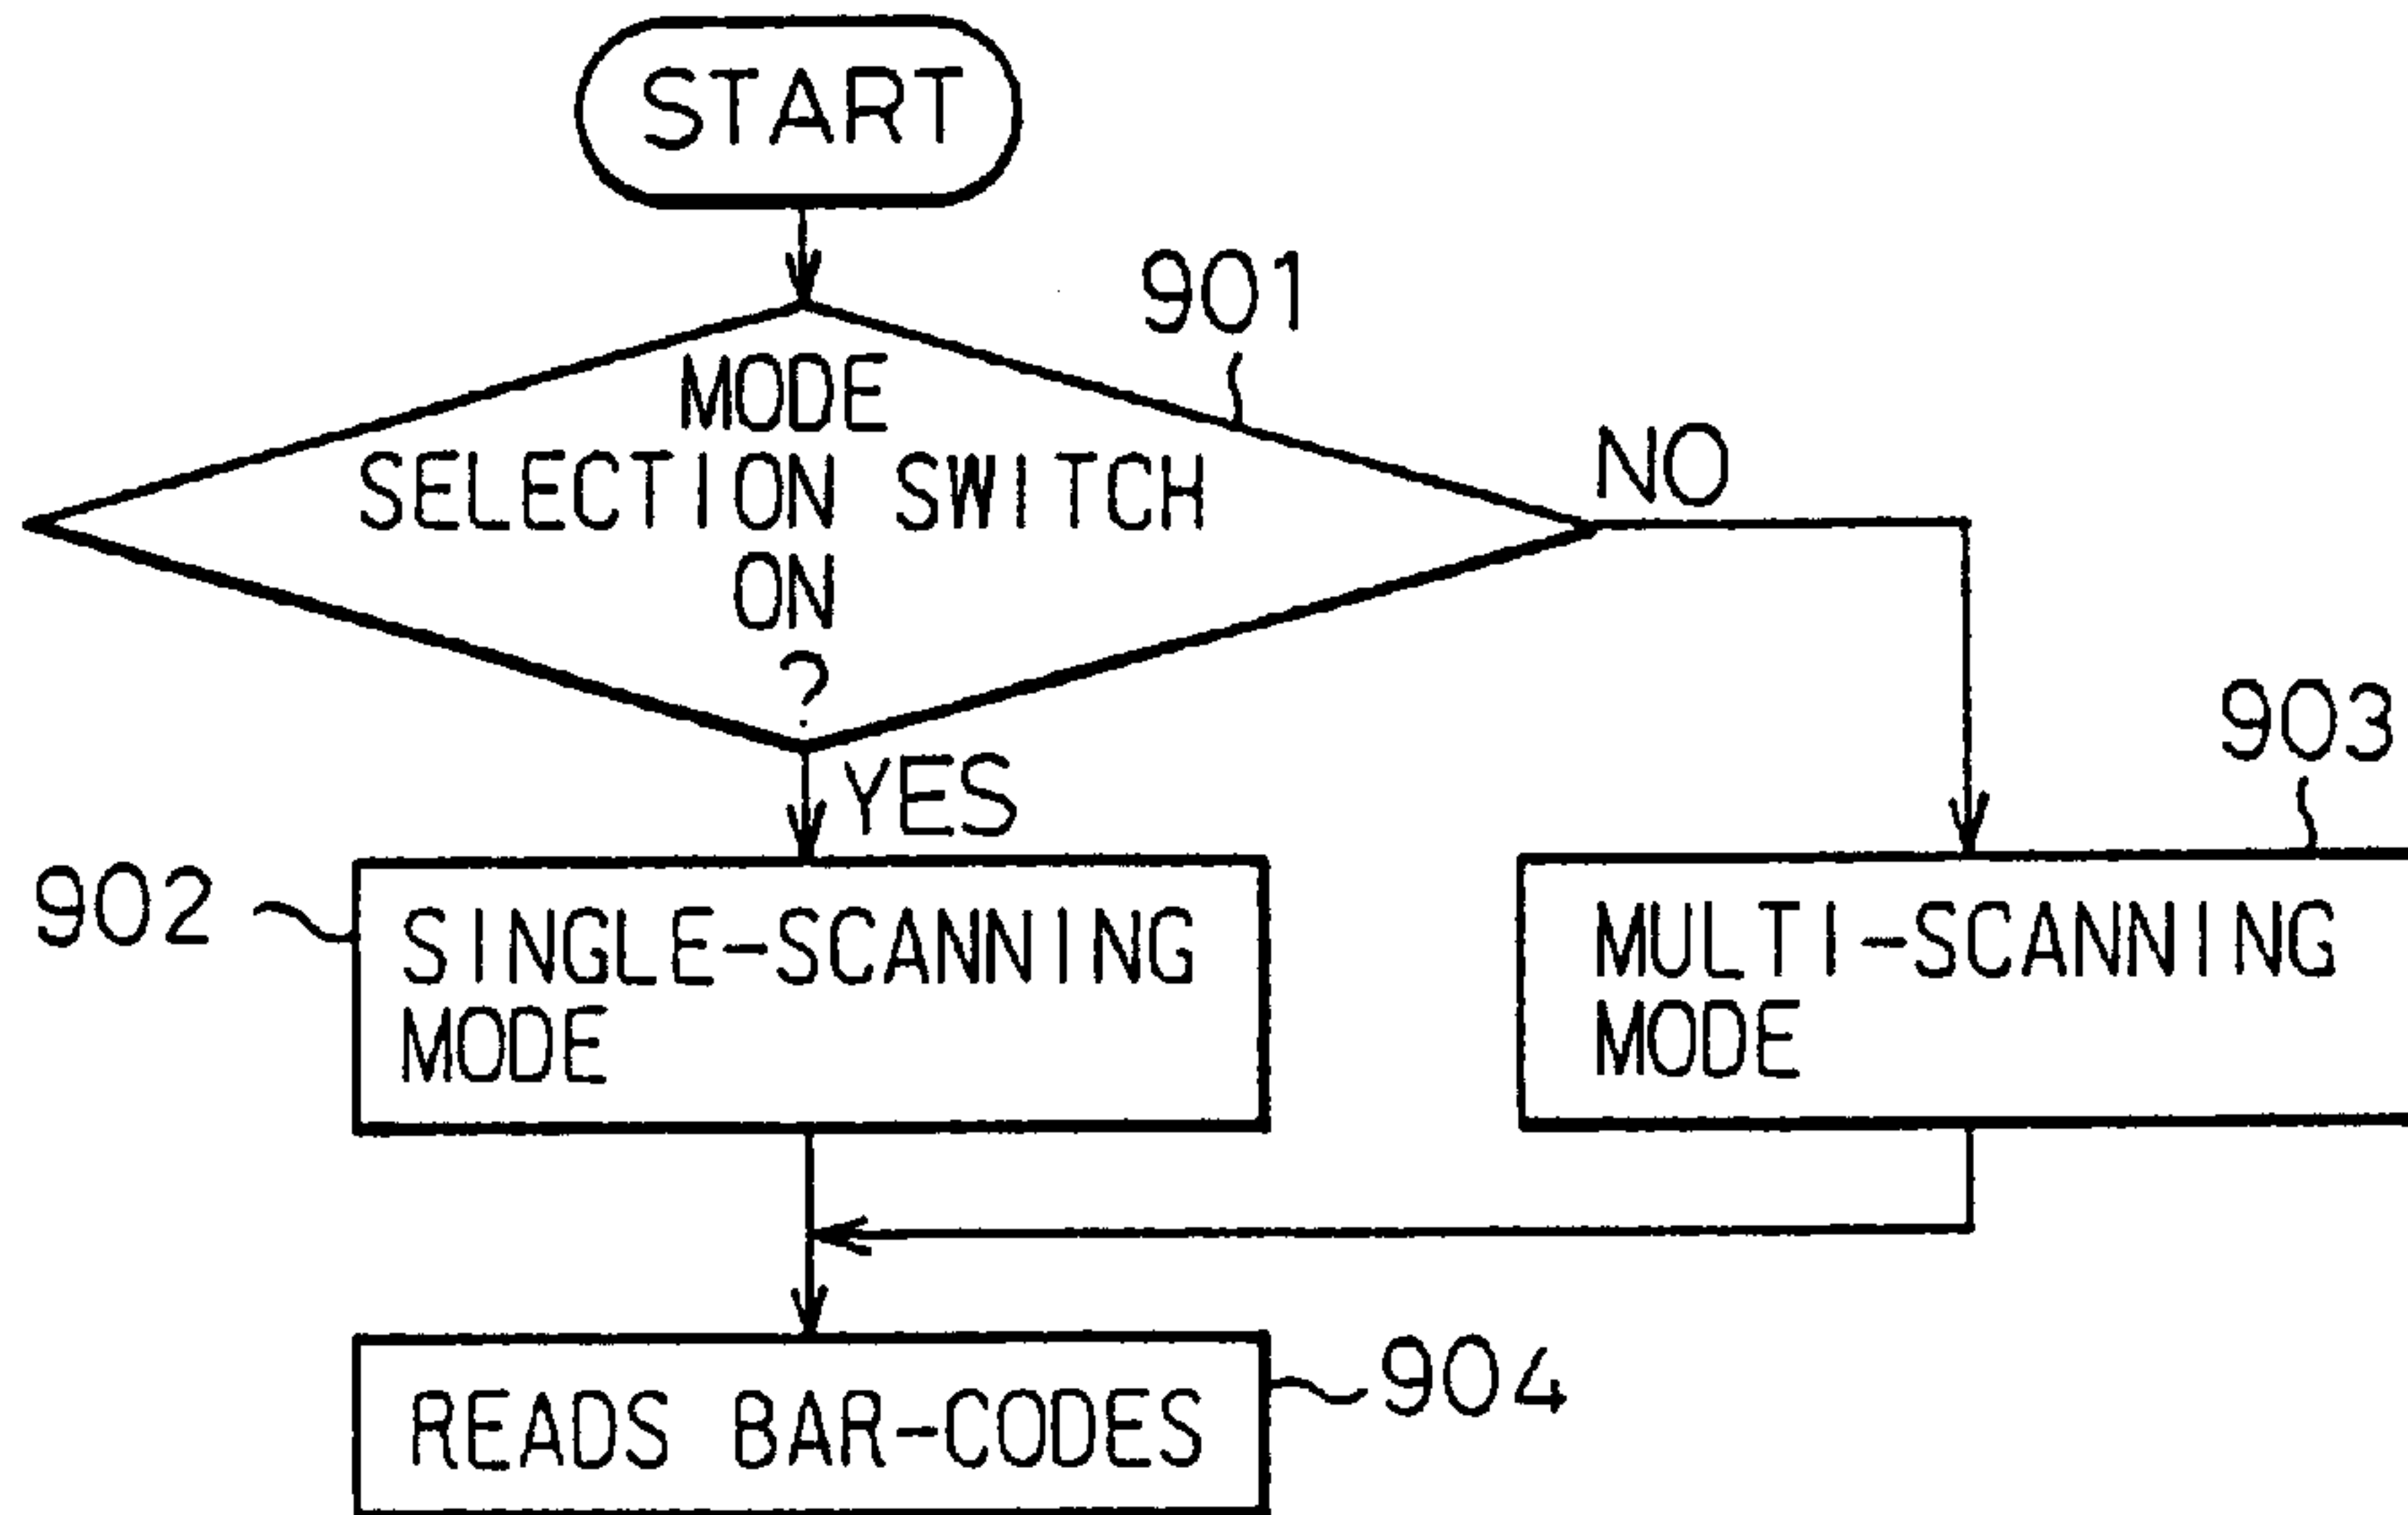 START
901
MODE
SELECTION SWITCH
ON
?
NO
YES
903
902
SINGLE-SCANNING
MODE
MULTI-SCANNING
MODE
904
READS BAR-CODES